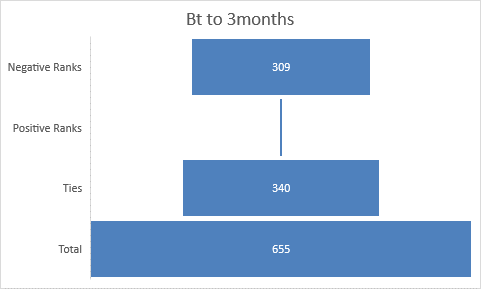 Bt to 3months
Negative Ranks
309
Positive Ranks
Ties
340
Total
655